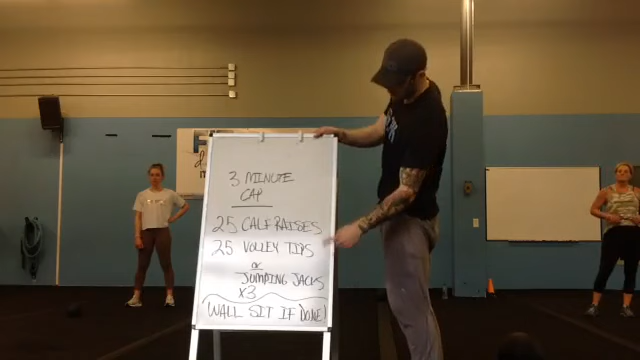 3 MINUTE
CAP
25 CALF RAISES
25 VOLLEY TIPS
or
JUMPING JACKS
x3
WALL SIT IF DONE!